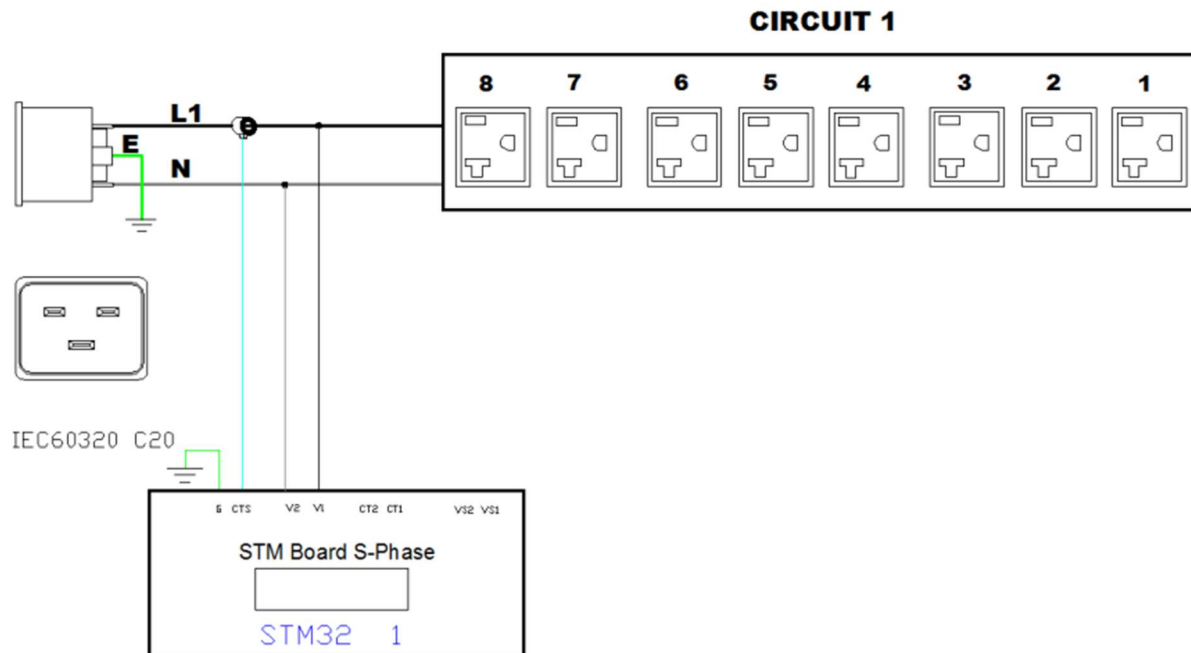 CIRCUIT 1
8 7 6 5 4 3 2 1
L1
E
N
IEC60320 C20
G CTS V2 V1 CT2 CT1 VS2 VS1
STM Board S-Phase
STM32 1